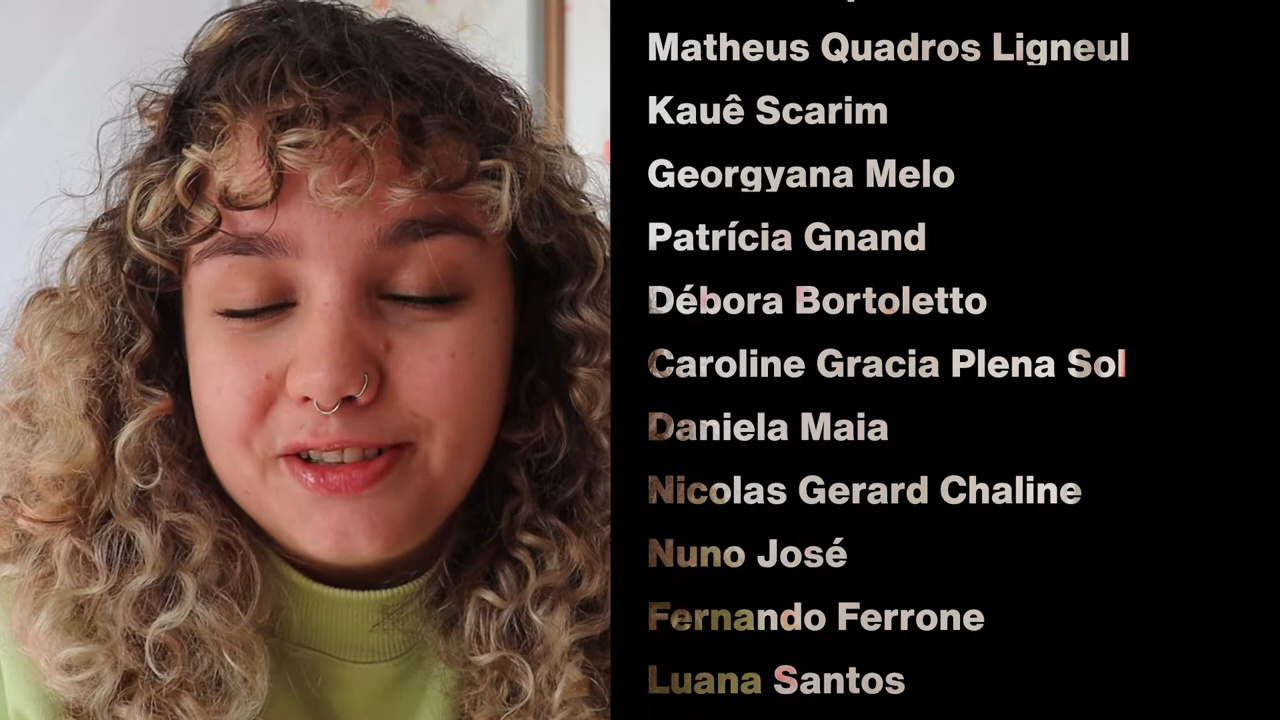 Matheus Quadros Ligneul
Kauê Scarim
Georgyana Melo
Patrícia Gnand
Débora Bortoletto
Caroline Gracia Plena Sol
Daniela Maia
Nicolas Gerard Chaline
Nuno José
Fernando Ferrone
Luana Santos